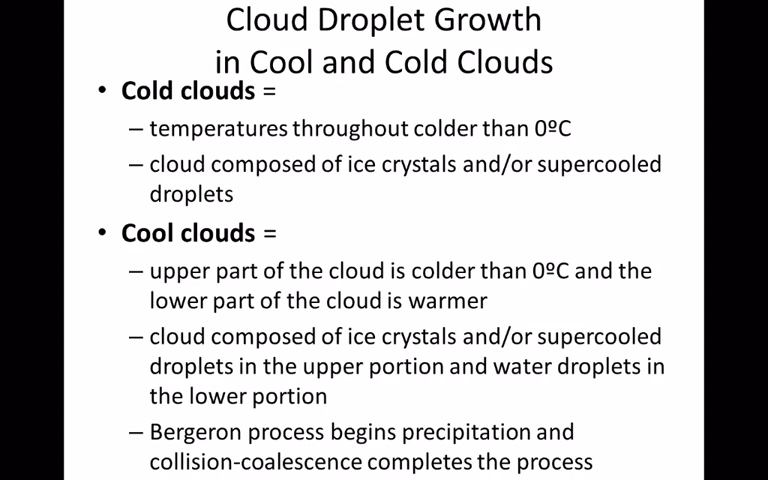 Cloud Droplet Growth
in Cool and Cold Clouds
• Cold clouds =
– temperatures throughout colder than 0ºC
– cloud composed of ice crystals and/or supercooled
droplets
• Cool clouds =
– upper part of the cloud is colder than 0ºC and the
lower part of the cloud is warmer
– cloud composed of ice crystals and/or supercooled
droplets in the upper portion and water droplets in
the lower portion
– Bergeron process begins precipitation and
collision-coalescence completes the process